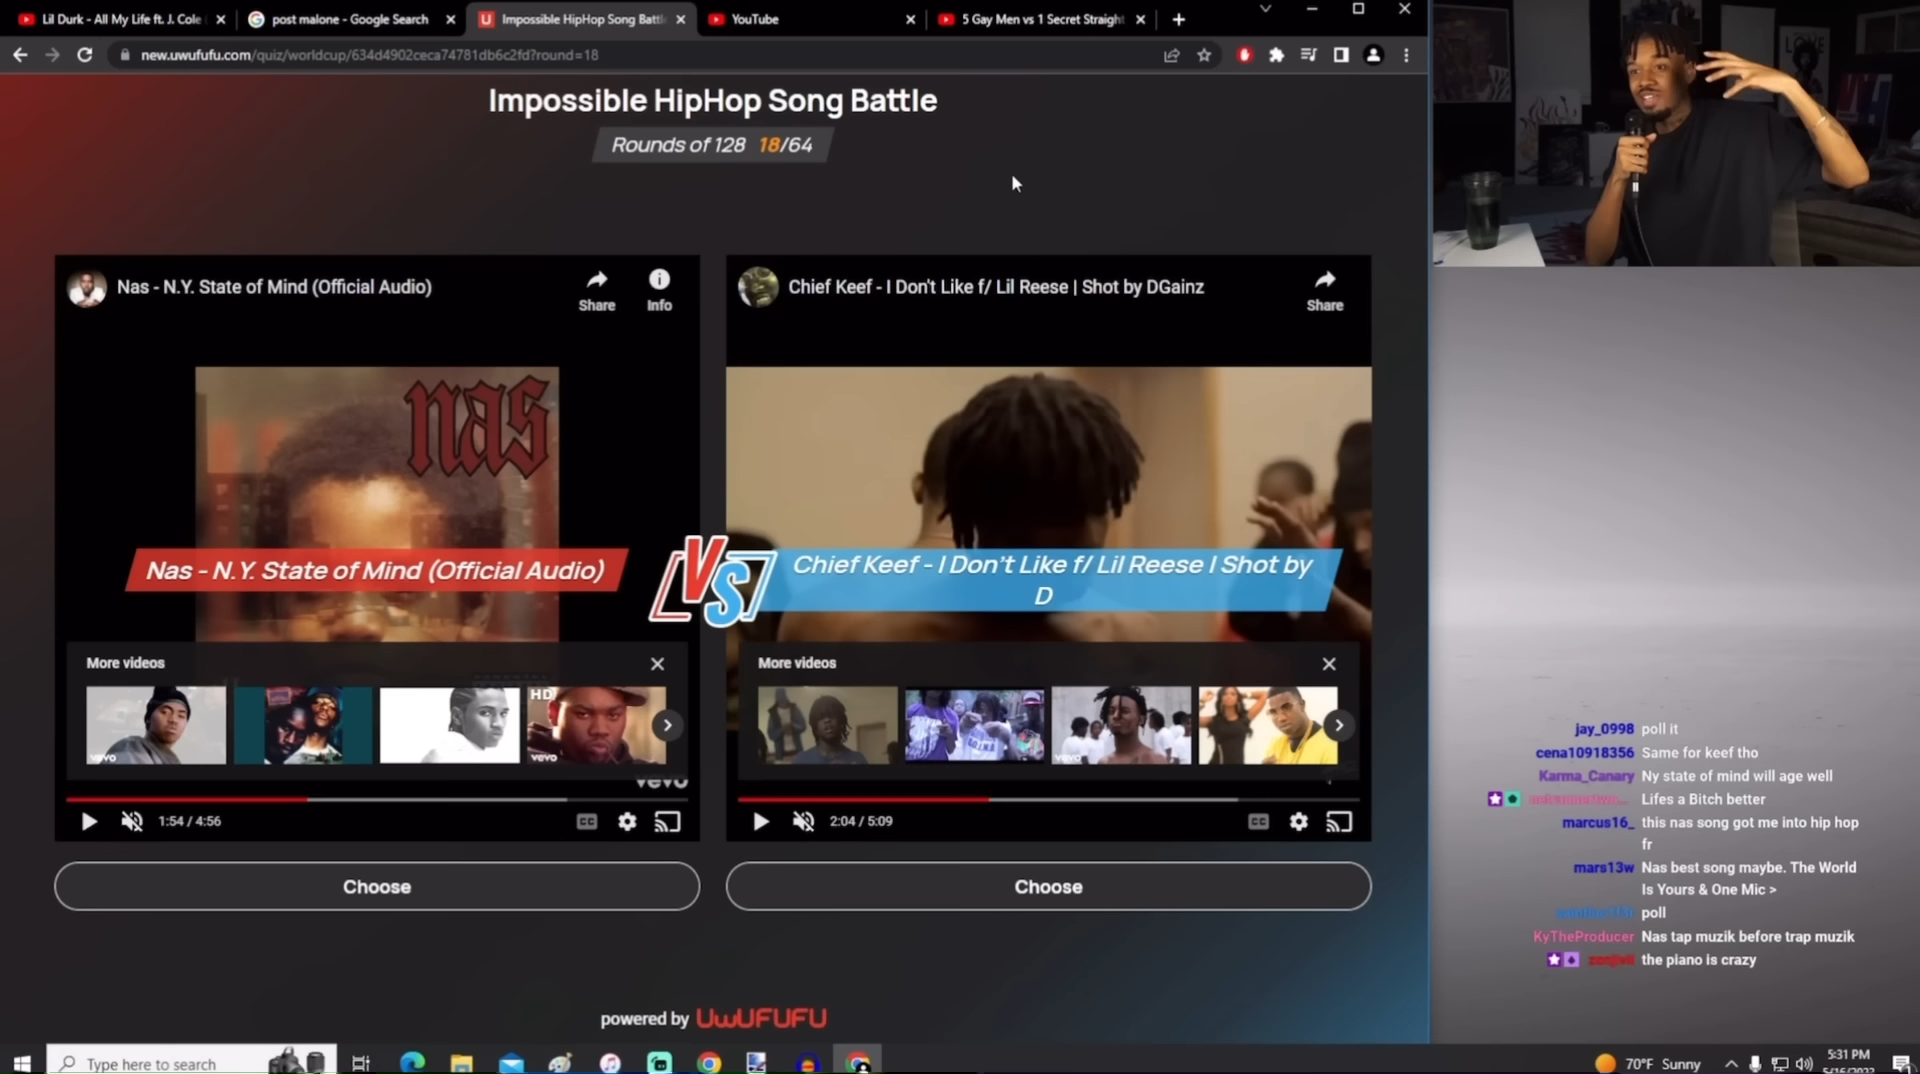 Lil Durk - All My Life ft. J. Cole
post malone - Google Search
Impossible HipHop Song Battl
YouTube
5 Gay Men vs 1 Secret Straight
new.uwufufu.com/quiz/worldcup/634d4902ceca74781db6c2fd?round=18
LOVE
Impossible HipHop Song Battle
Rounds of 128 18/64
Nas - N.Y. State of Mind (Official Audio)
Share
Info
Chief Keef - I Don't Like f/ Lil Reese | Shot by DGainz
Share
nas
Nas - N.Y. State of Mind (Official Audio)
VS
Chief Keef - I Don't Like f/ Lil Reese | Shot by
D
More videos
More videos
HD
vevo
vevo
vevo
vevo
1:54 / 4:56
CC
2:04 / 5:09
CC
Choose
Choose
jay_0998 poll it
cena10918356 Same for keef tho
Karma_Canary Ny state of mind will age well
Lifes a Bitch better
marcus16_ this nas song got me into hip hop
fr
mars13w Nas best song maybe. The World
Is Yours & One Mic >
poll
KyTheProducer Nas tap muzik before trap muzik
the piano is crazy
powered by UwUFUFU
Type here to search
70°F Sunny
5:31 PM